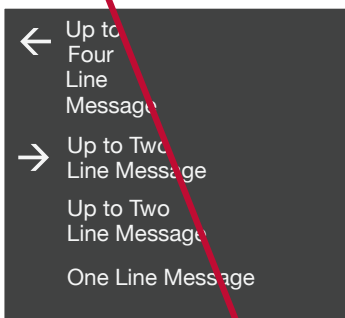 Up to
Four
Line
Message
Up to Two
Line Message
Up to Two
Line Message
One Line Message